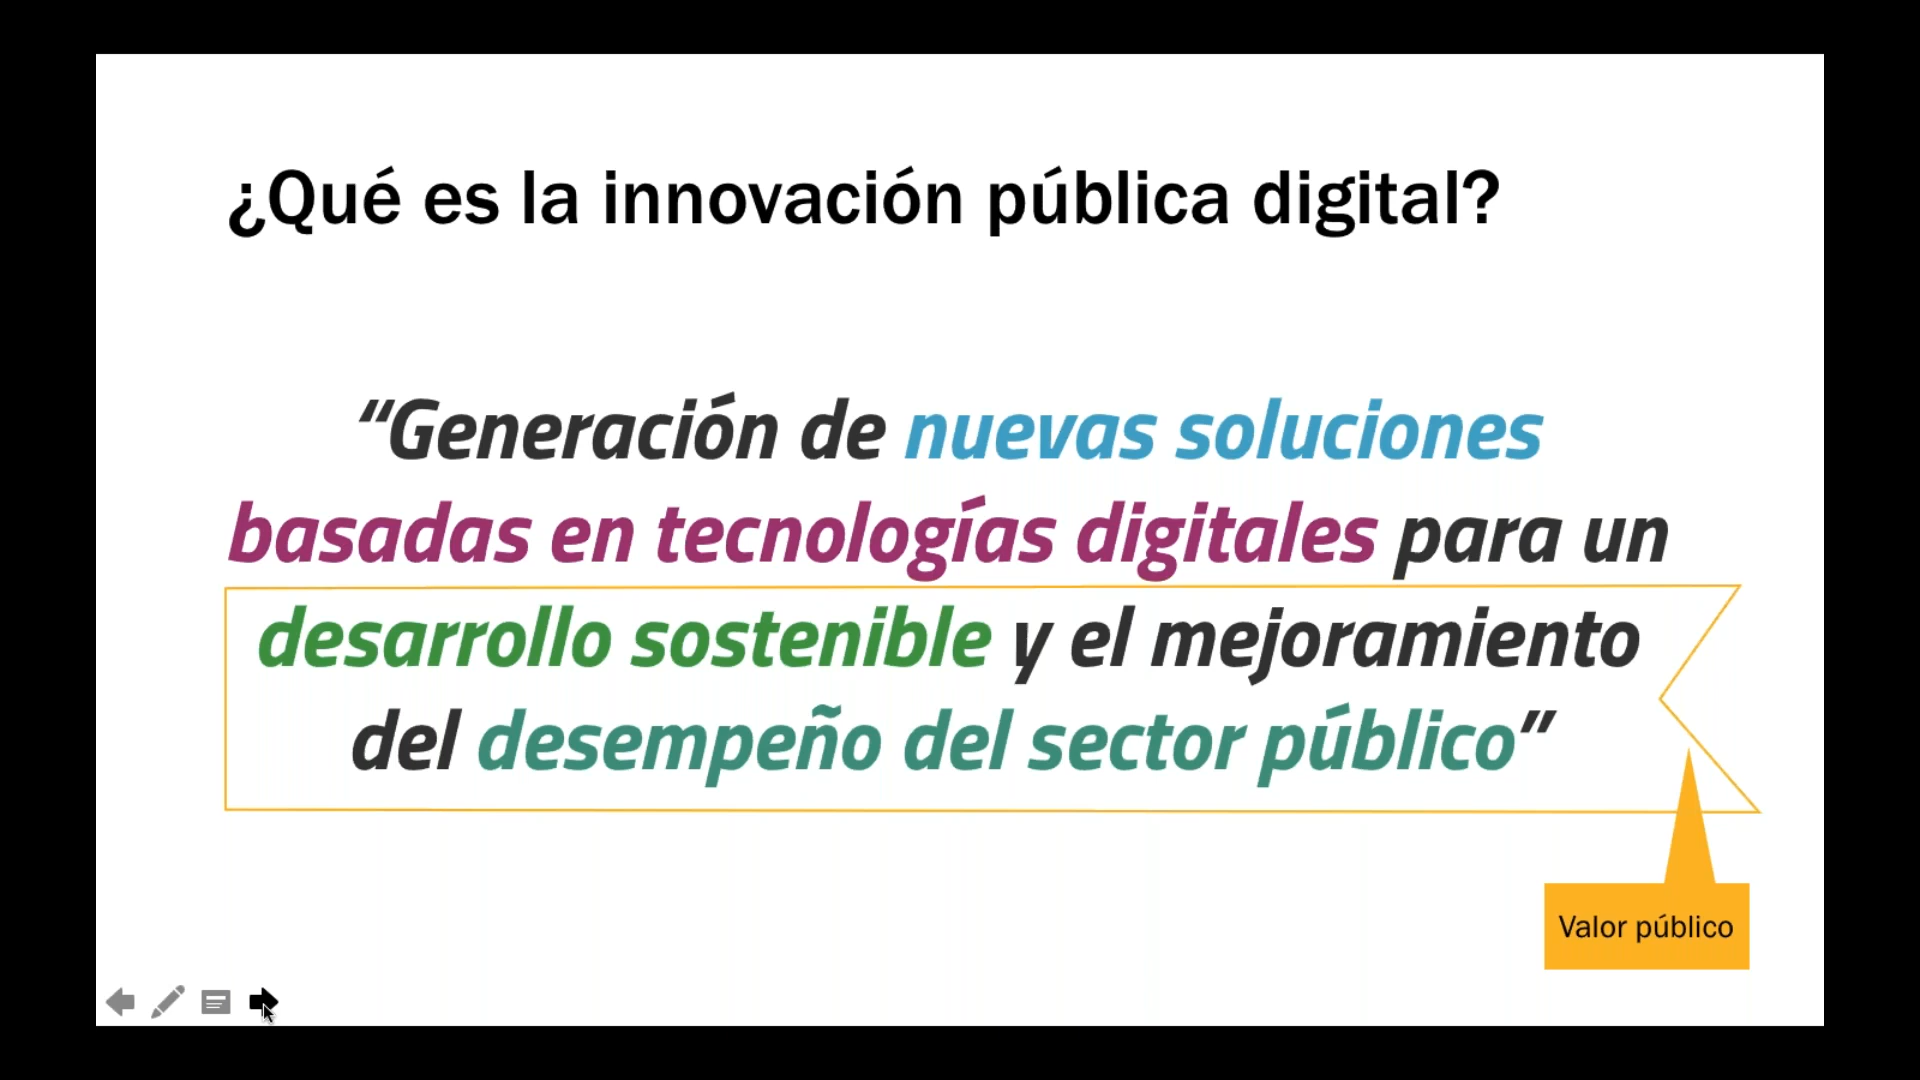 ¿Qué es la innovación pública digital?
“Generación de nuevas soluciones
basadas en tecnologías digitales para un
desarrollo sostenible y el mejoramiento
del desempeño del sector público”
Valor público